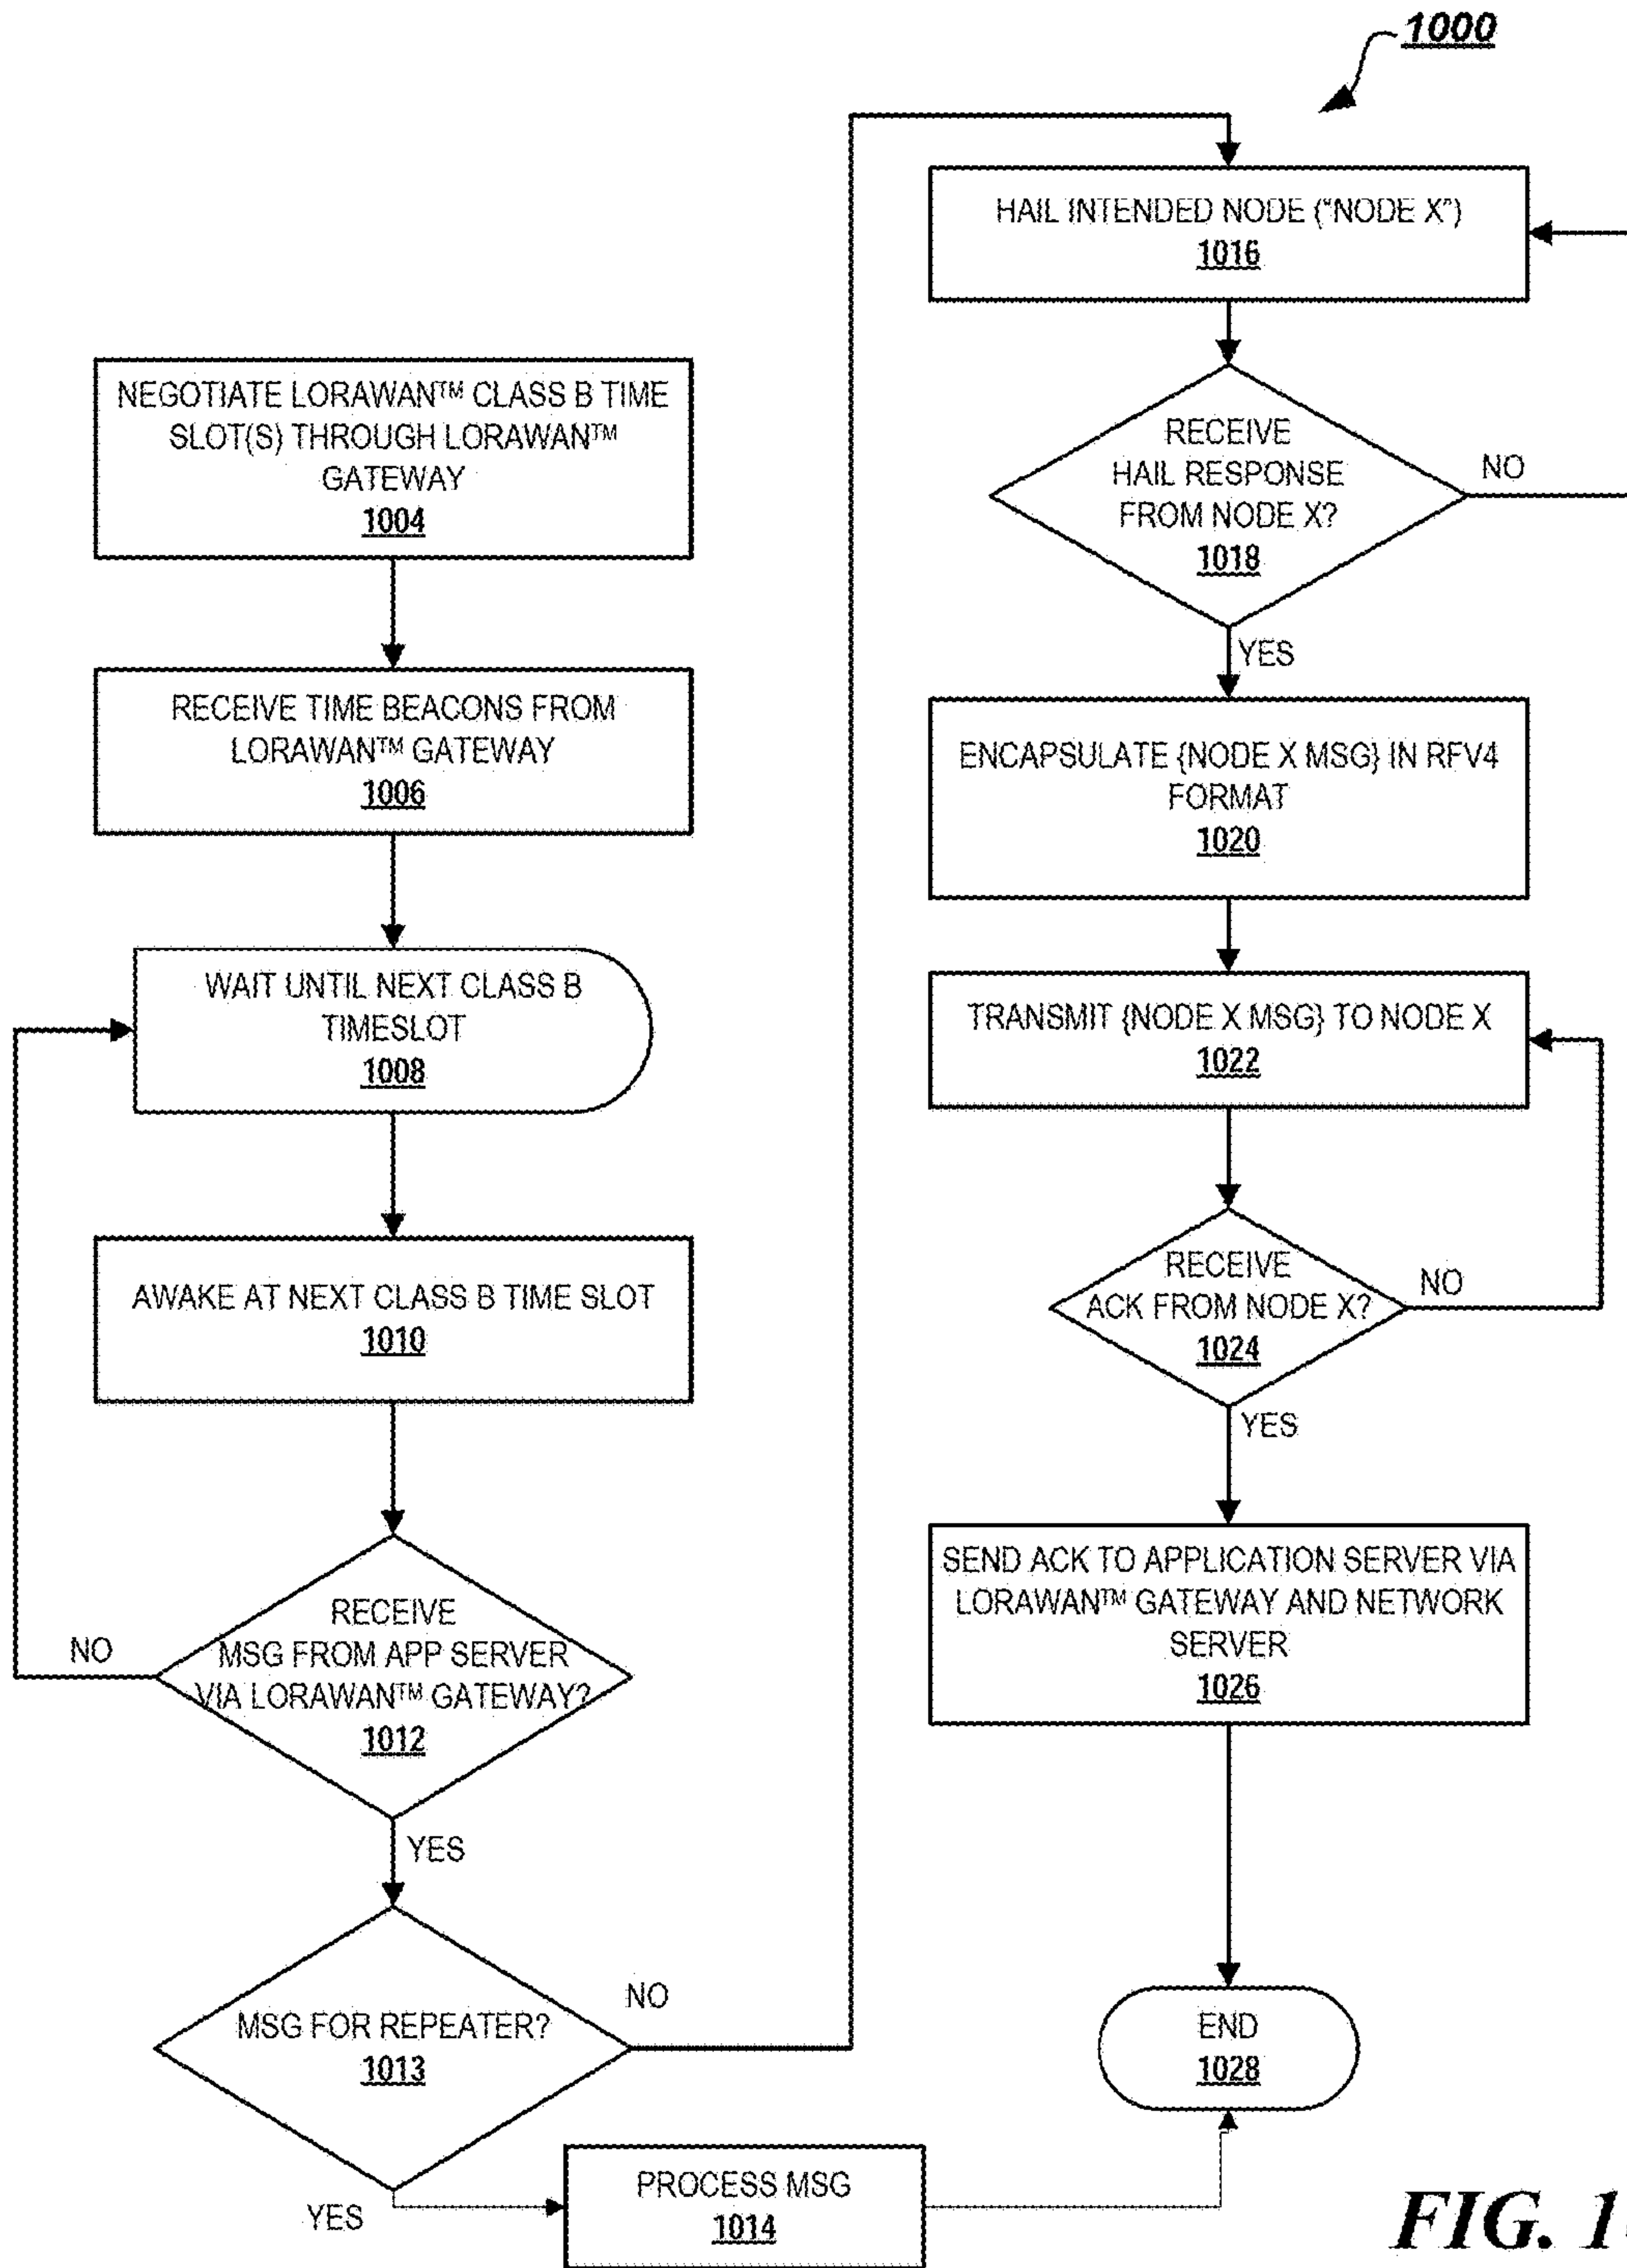 1000
NEGOTIATE LORAWAN™ CLASS B TIME
SLOT(S) THROUGH LORAWAN™
GATEWAY
1004
RECEIVE TIME BEACONS FROM
LORAWAN™ GATEWAY
1006
WAIT UNTIL NEXT CLASS B
TIMESLOT
1008
AWAKE AT NEXT CLASS B TIME SLOT
1010
RECEIVE
MSG FROM APP SERVER
VIA LORAWAN™ GATEWAY?
1012
NO
YES
MSG FOR REPEATER?
1013
NO
YES
PROCESS MSG
1014
HAIL INTENDED NODE ("NODE X")
1016
RECEIVE
HAIL RESPONSE
FROM NODE X?
1018
NO
YES
ENCAPSULATE {NODE X MSG} IN RFV4
FORMAT
1020
TRANSMIT {NODE X MSG} TO NODE X
1022
RECEIVE
ACK FROM NODE X?
1024
NO
YES
SEND ACK TO APPLICATION SERVER VIA
LORAWAN™ GATEWAY AND NETWORK
SERVER
1026
END
1028
FIG.